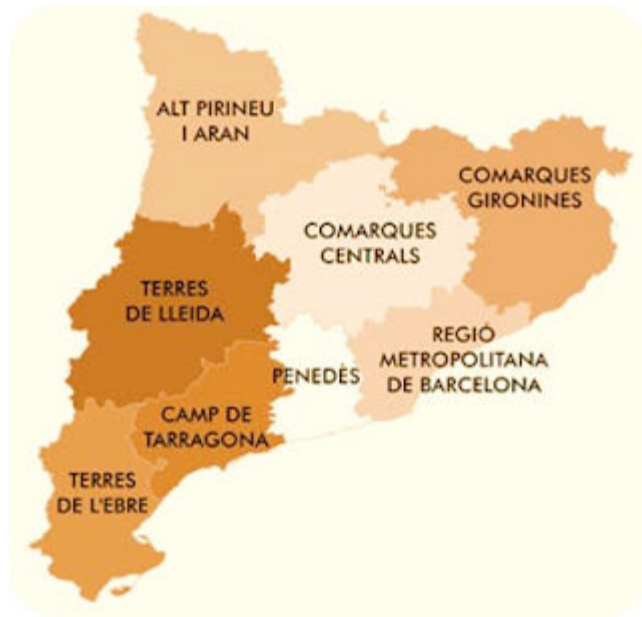 ALT PIRINEU
I ARAN
COMARQUES
GIRONINES
COMARQUES
CENTRALS
TERRES
DE LLEIDA
REGIÓ
METROPOLITANA
DE BARCELONA
PENEDÈS
CAMP DE
TARRAGONA
TERRES
DE L'EBRE